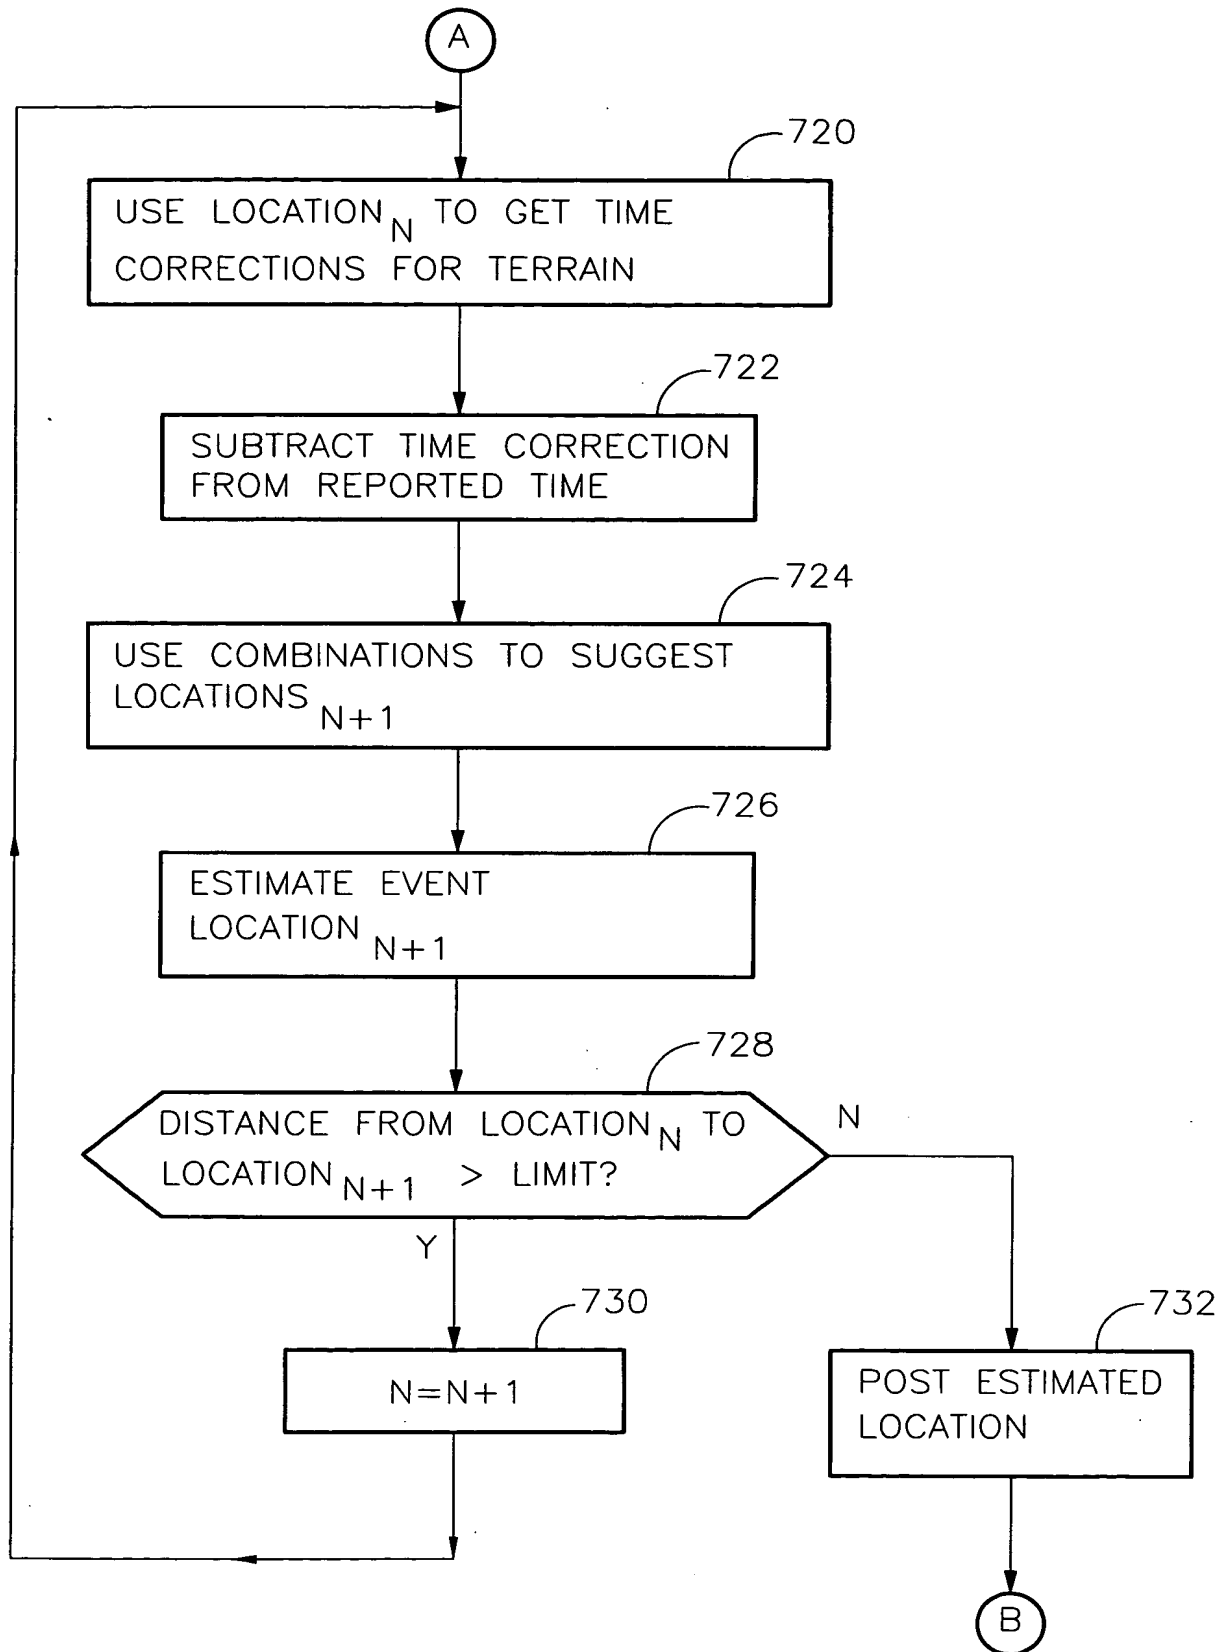 A
720
USE LOCATION N TO GET TIME
CORRECTIONS FOR TERRAIN
722
SUBTRACT TIME CORRECTION
FROM REPORTED TIME
724
USE COMBINATIONS TO SUGGEST
LOCATIONS N+1
726
ESTIMATE EVENT
LOCATION N+1
728
DISTANCE FROM LOCATION N TO
LOCATION N+1 > LIMIT?
N
Y
730
N=N+1
732
POST ESTIMATED
LOCATION
B